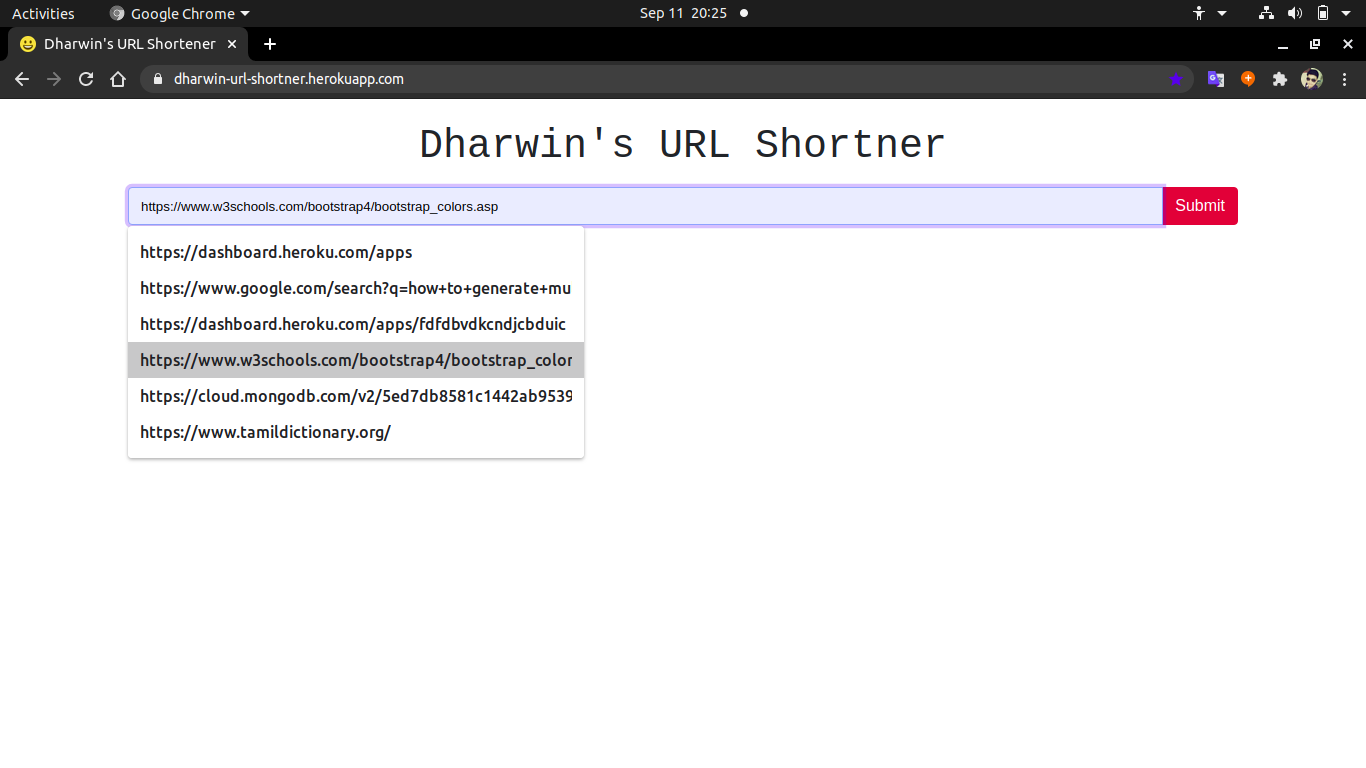 Activities Google Chrome Sep 11 20:25
Dharwin's URL Shortener
dharwin-url-shortner.herokuapp.com
Dharwin's URL Shortner
https://www.w3schools.com/bootstrap4/bootstrap_colors.asp Submit
https://dashboard.heroku.com/apps
https://www.google.com/search?q=how+to+generate+mu
https://dashboard.heroku.com/apps/fdfdbvdkcndjcbduic
https://www.w3schools.com/bootstrap4/bootstrap_color
https://cloud.mongodb.com/v2/5ed7db8581c1442ab9539
https://www.tamildictionary.org/